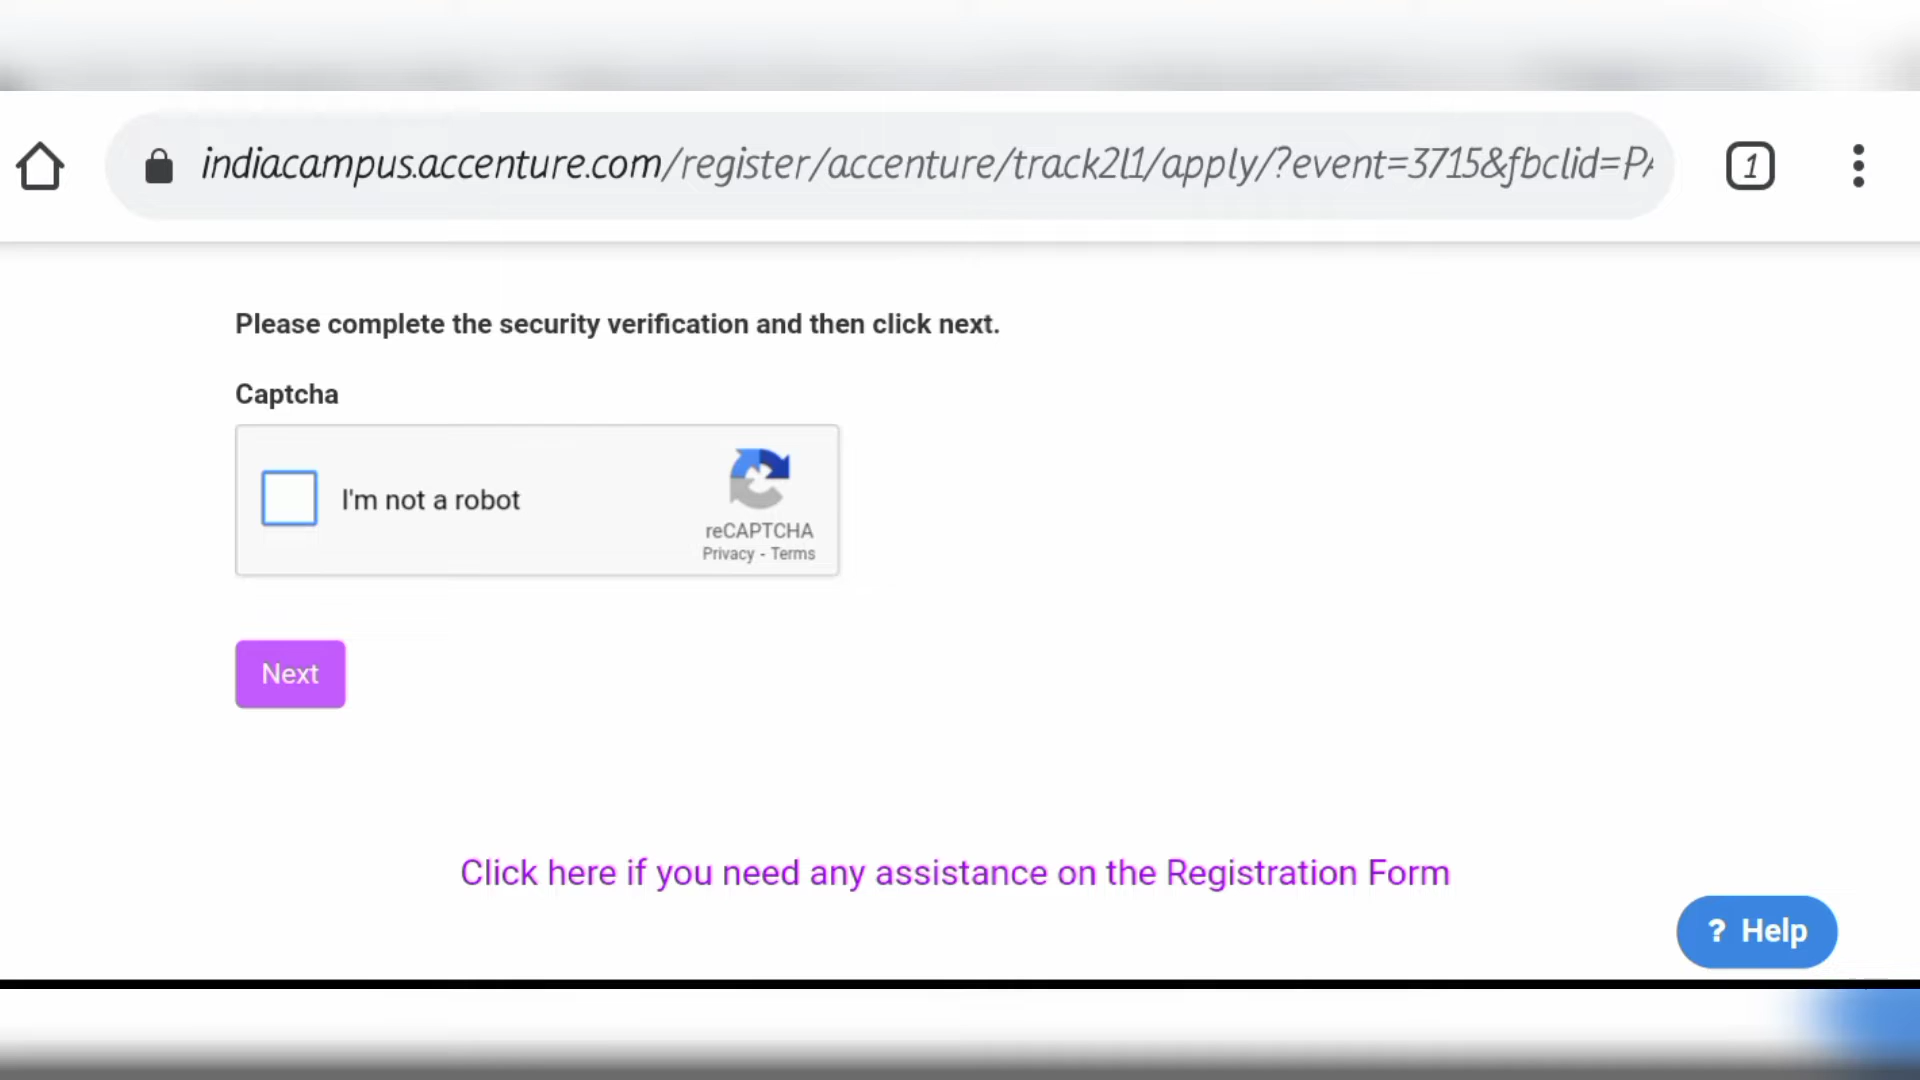 indiacampus.accenture.com/register/accenture/track2l1/apply/?event=3715&fbclid=PA
1
Please complete the security verification and then click next.
Captcha
I'm not a robot
reCAPTCHA
Privacy - Terms
Next
Click here if you need any assistance on the Registration Form
? Help